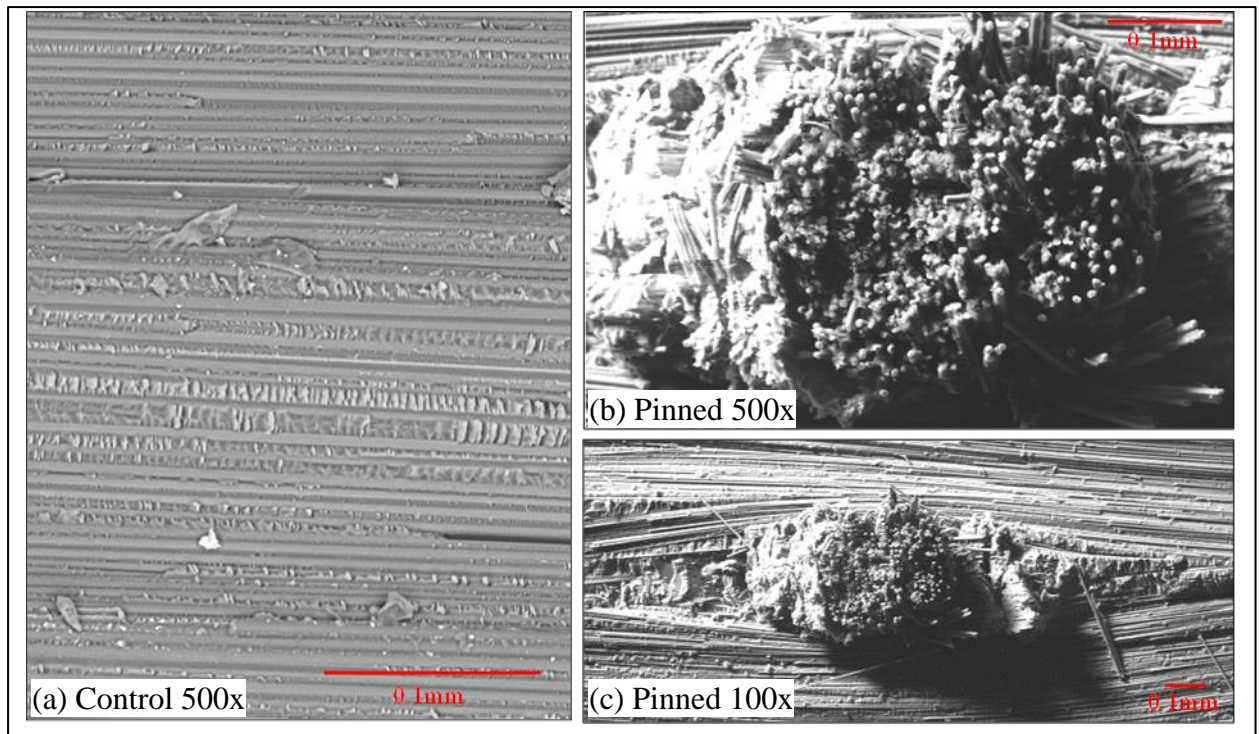 0.1mm
(a) Control 500x
0.1mm
(b) Pinned 500x
0.1mm
(c) Pinned 100x